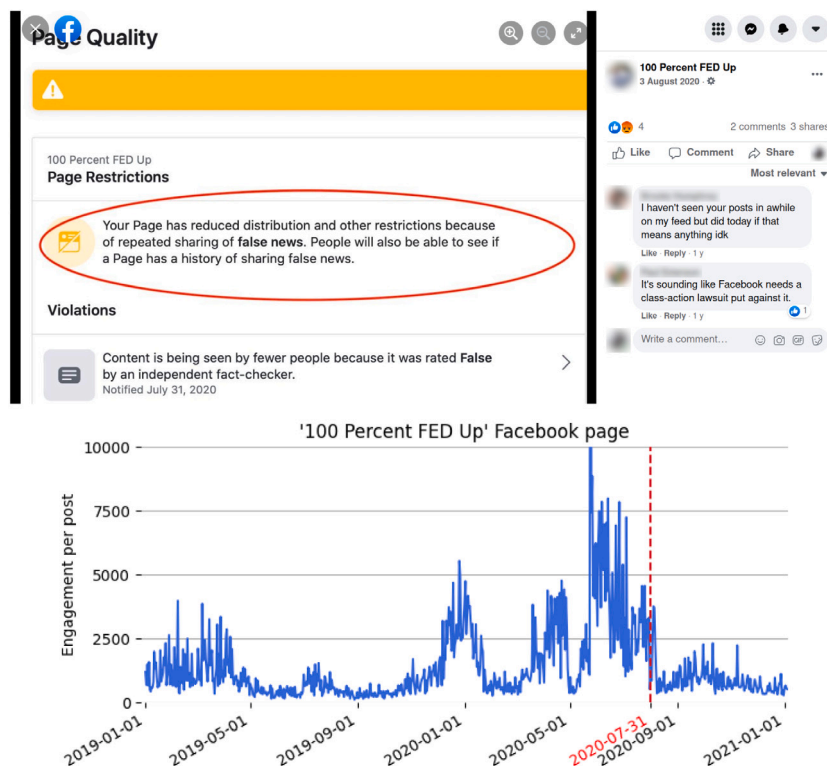 Page Quality
100 Percent FED Up
Page Restrictions
Your Page has reduced distribution and other restrictions because
of repeated sharing of false news. People will also be able to see if
a Page has a history of sharing false news.
Violations
Content is being seen by fewer people because it was rated False
by an independent fact-checker.
Notified July 31, 2020
100 Percent FED Up
3 August 2020 ·
4
2 comments 3 shares
Like Comment Share
Most relevant
I haven't seen your posts in awhile
on my feed but did today if that
means anything idk
Like · Reply · 1 y
It's sounding like Facebook needs a
class-action lawsuit put against it.
1
Like · Reply · 1 y
Write a comment...
GIF
'100 Percent FED Up' Facebook page
Engagement per post
10000
7500
5000
2500
0
2019-01-01
2019-05-01
2019-09-01
2020-01-01
2020-05-01
2020-07-31
2020-09-01
2021-01-01